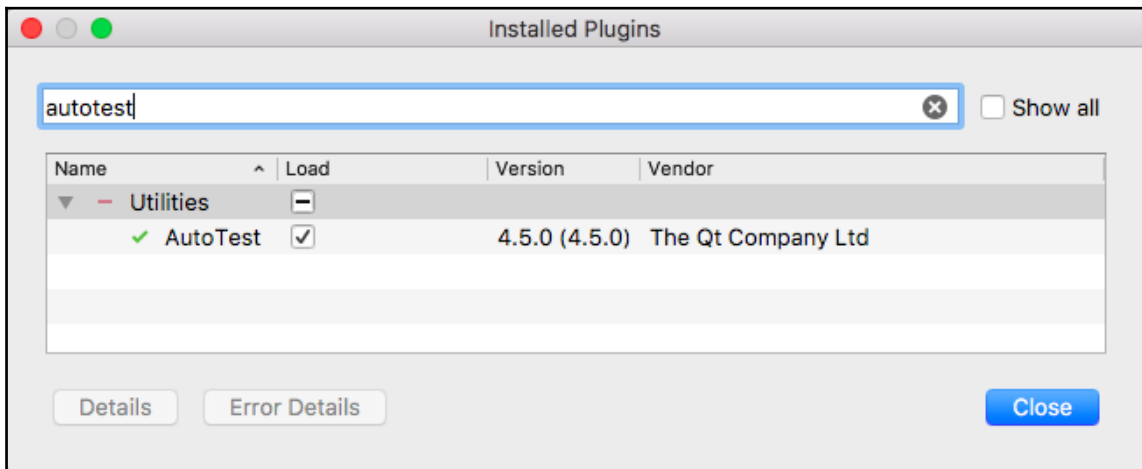 Installed Plugins
autotest Show all
Name Load Version Vendor
Utilities
AutoTest 4.5.0 (4.5.0) The Qt Company Ltd
Details Error Details Close